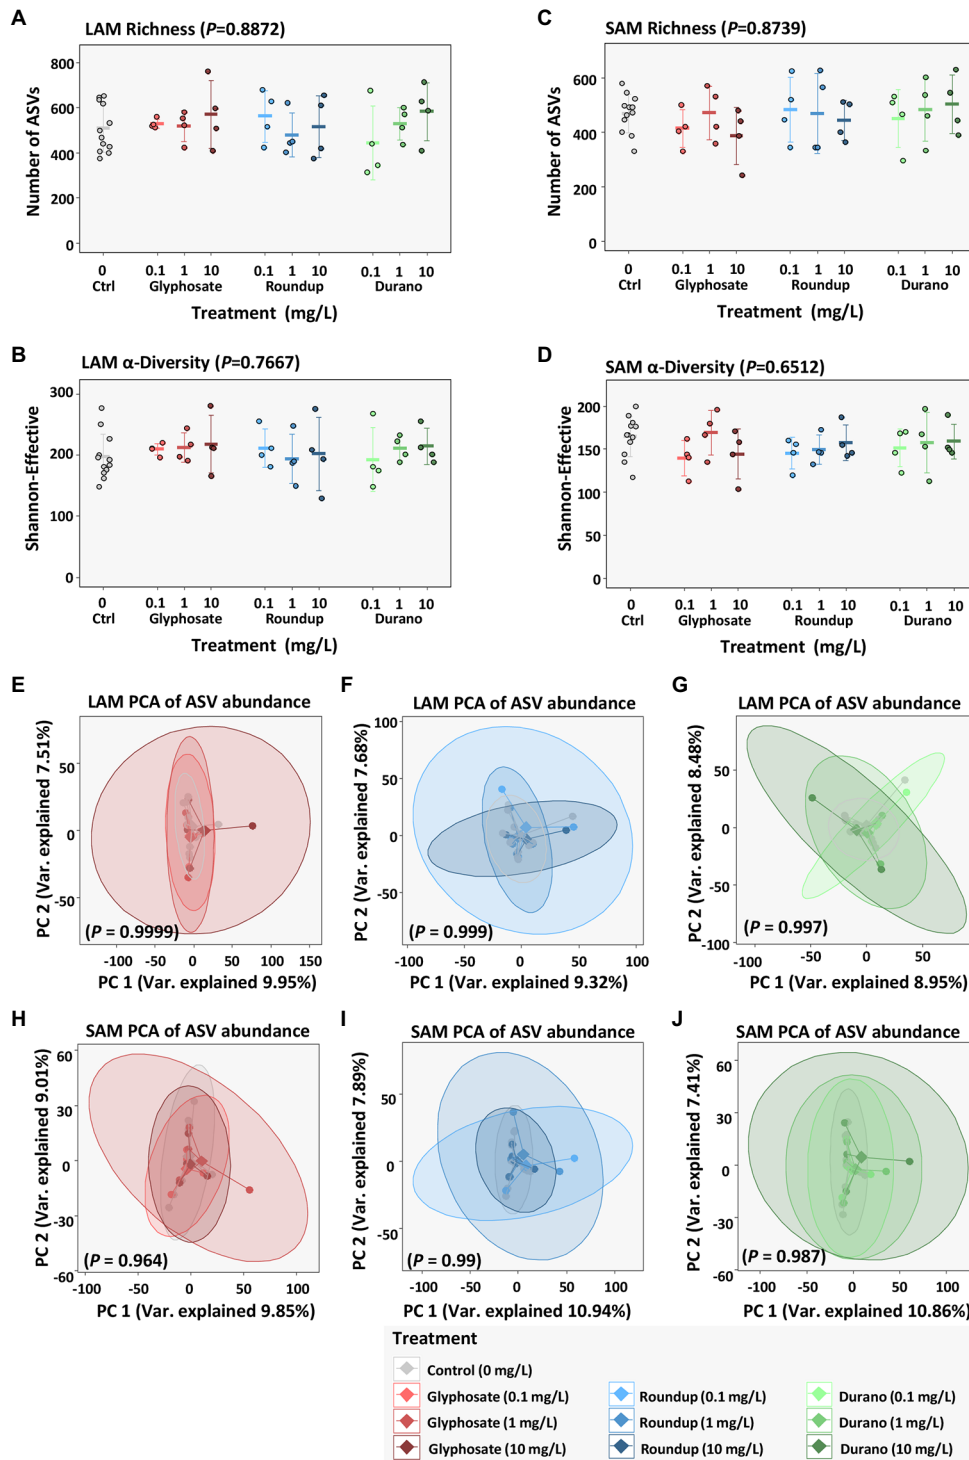 A
LAM Richness (P=0.8872)
Number of ASVs
800
600
400
200
0
0 0.1 1 10 0.1 1 10 0.1 1 10
Ctrl Glyphosate Roundup Durano
Treatment (mg/L)
C
SAM Richness (P=0.8739)
Number of ASVs
600
400
200
0
0 0.1 1 10 0.1 1 10 0.1 1 10
Ctrl Glyphosate Roundup Durano
Treatment (mg/L)
B
LAM α-Diversity (P=0.7667)
Shannon-Effective
300
200
100
0
0 0.1 1 10 0.1 1 10 0.1 1 10
Ctrl Glyphosate Roundup Durano
Treatment (mg/L)
D
SAM α-Diversity (P=0.6512)
Shannon-Effective
200
150
100
50
0
0 0.1 1 10 0.1 1 10 0.1 1 10
Ctrl Glyphosate Roundup Durano
Treatment (mg/L)
E
LAM PCA of ASV abundance
PC 2 (Var. explained 7.51%)
50
0
-50
(P = 0.9999)
-100 -50 0 50 100 150
PC 1 (Var. explained 9.95%)
F
LAM PCA of ASV abundance
PC 2 (Var. explained 7.68%)
100
50
0
-50
(P = 0.999)
-100 -50 0 50 100
PC 1 (Var. explained 9.32%)
G
LAM PCA of ASV abundance
PC 2 (Var. explained 8.48%)
50
0
-50
-100
(P = 0.997)
-100 -50 0 50
PC 1 (Var. explained 8.95%)
H
SAM PCA of ASV abundance
PC 2 (Var. explained 9.01%)
60
30
0
-30
-60
(P = 0.964)
-100 -50 0 50 100
PC 1 (Var. explained 9.85%)
I
SAM PCA of ASV abundance
PC 2 (Var. explained 7.89%)
50
0
-50
(P = 0.99)
-100 -50 0 50 100
PC 1 (Var. explained 10.94%)
J
SAM PCA of ASV abundance
PC 2 (Var. explained 7.41%)
60
30
0
-30
-60
(P = 0.987)
-100 -50 0 50 100
PC 1 (Var. explained 10.86%)
Treatment
Control (0 mg/L)
Glyphosate (0.1 mg/L) Roundup (0.1 mg/L) Durano (0.1 mg/L)
Glyphosate (1 mg/L) Roundup (1 mg/L) Durano (1 mg/L)
Glyphosate (10 mg/L) Roundup (10 mg/L) Durano (10 mg/L)